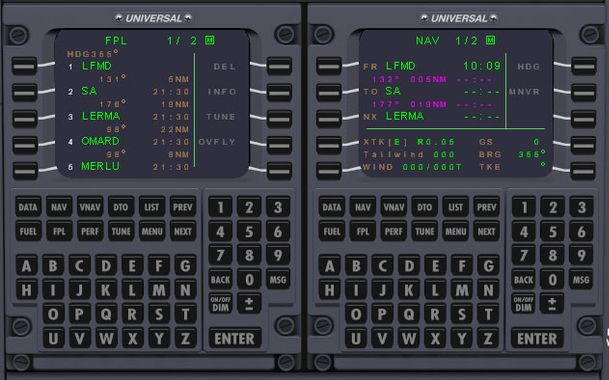 UNIVERSAL
FPL 1/ 2 M
HDG355°
1 LFMD DEL
131° 5NM
2 SA 21:30 INFO
176° 19NM
3 LERMA 21:30 TUNE
98° 22NM
4 OMARD 21:30 OVFLY
98° 8NM
5 MERLU 21:30
DATA NAV VNAV DTO LIST PREV
FUEL FPL PERF TUNE MENU NEXT
1 2 3
4 5 6
7 8 9
BACK 0 MSG
ON/OFF DIM ±
ENTER
A B C D E F G
H I J K L M N
O P Q R S T
U V W X Y Z
UNIVERSAL
NAV 1/2 M
FR LFMD 10:09 HDG
132° 005NM --:--
TO SA --:-- MNVR
177° 019NM --:--
NX LERMA --:--
XTK[E] R0.05 GS 0
Tailwind 000 BRG 355°
WIND 000/000T TKE °
DATA NAV VNAV DTO LIST PREV
FUEL FPL PERF TUNE MENU NEXT
1 2 3
4 5 6
7 8 9
BACK 0 MSG
ON/OFF DIM ±
ENTER
A B C D E F G
H I J K L M N
O P Q R S T
U V W X Y Z